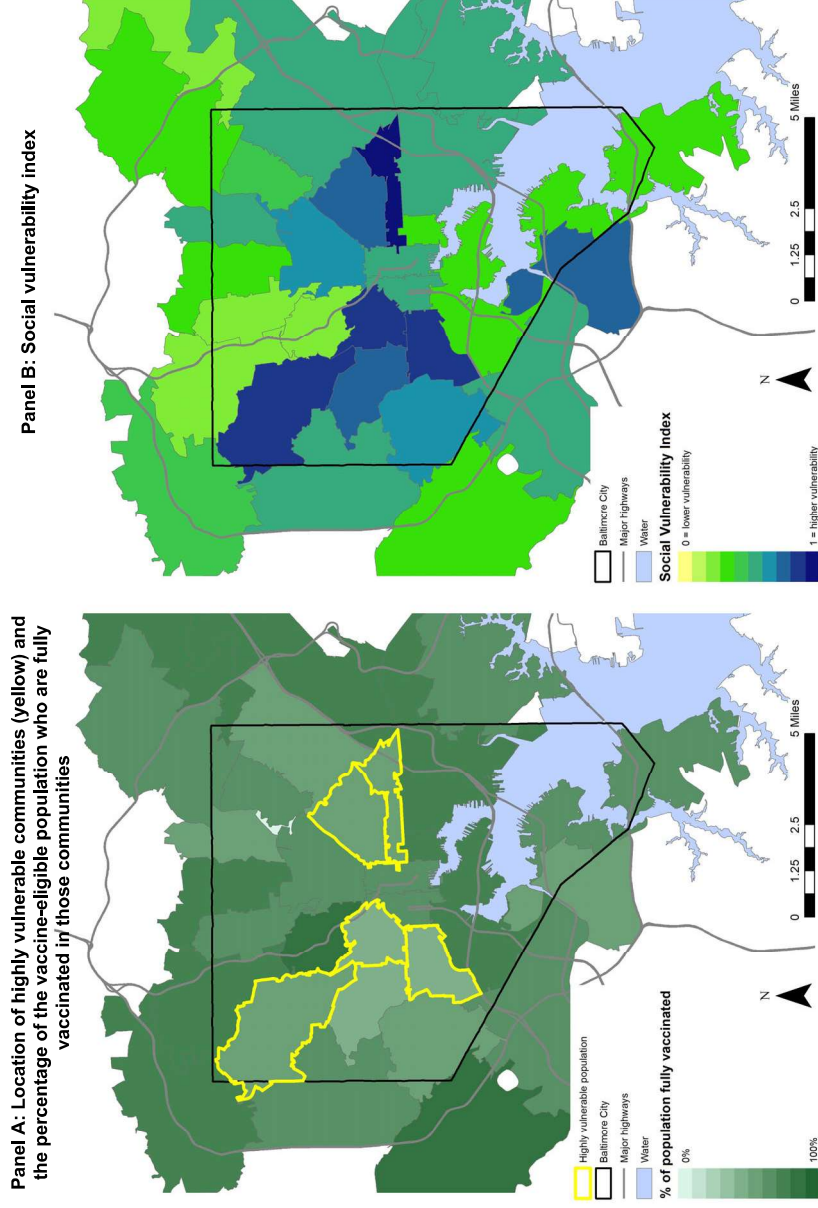 Panel A: Location of highly vulnerable communities (yellow) and
the percentage of the vaccine-eligible population who are fully
vaccinated in those communities
Highly vulnerable population
Baltimore City
Major highways
Water
% of population fully vaccinated
0%
100%
N
0 1.25 2.5 5 Miles
Panel B: Social vulnerability index
Baltimore City
Major highways
Water
Social Vulnerability Index
0 = lower vulnerability
1 = higher vulnerability
N
0 1.25 2.5 5 Miles